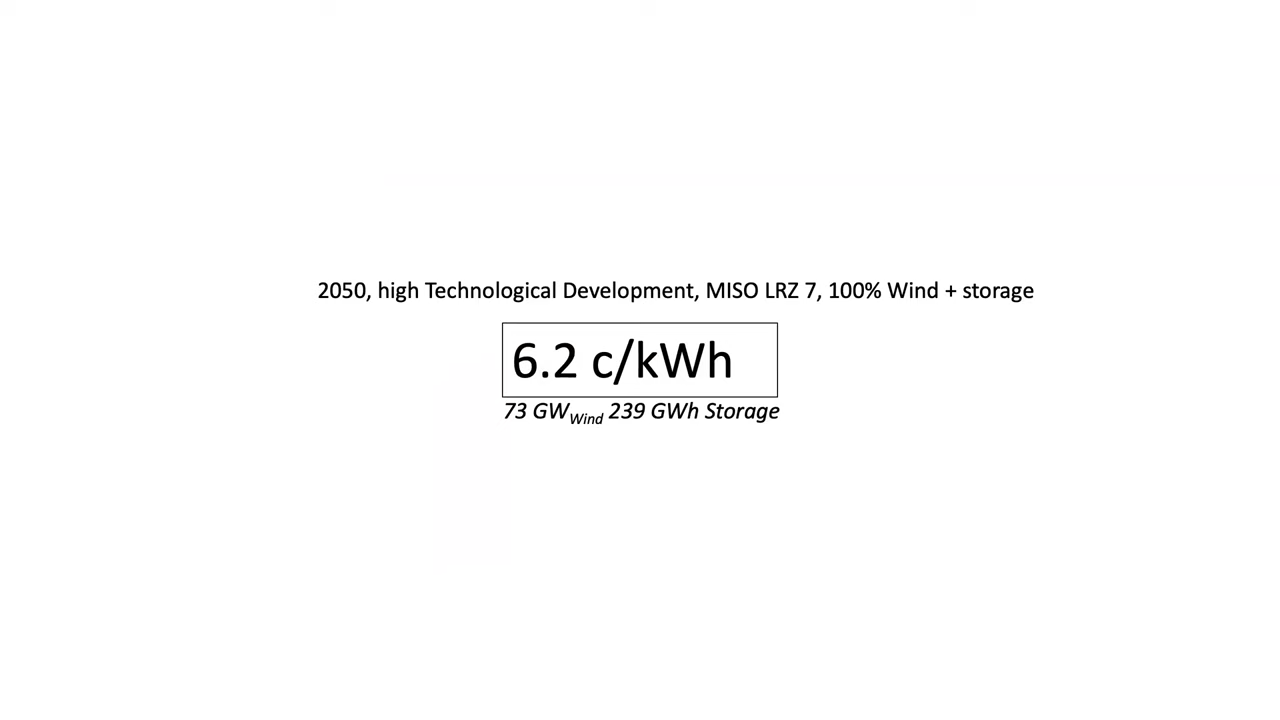 2050, high Technological Development, MISO LRZ 7, 100% Wind + storage
6.2 c/kWh
73 GWWind 239 GWh Storage